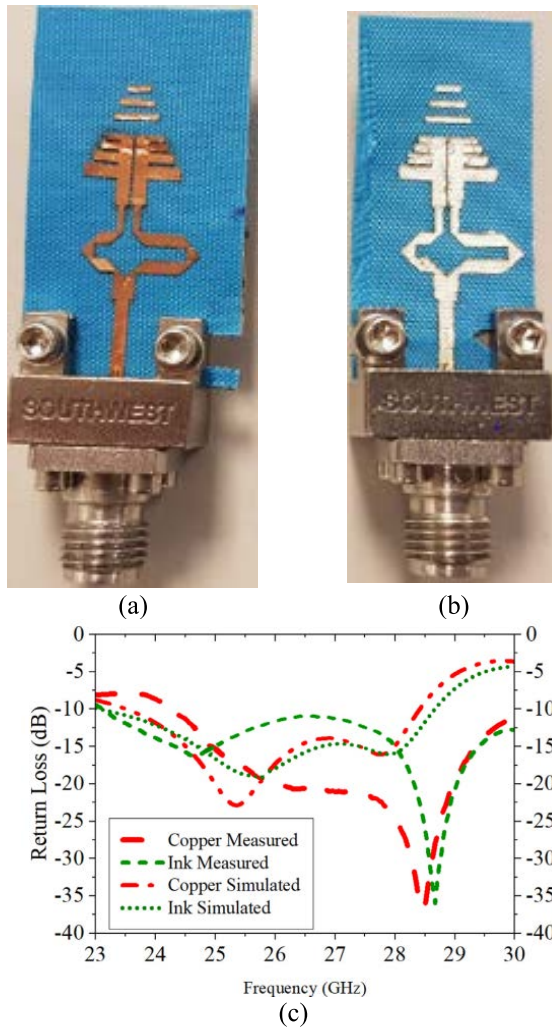 SOUTHWEST
SOUTHWEST
(a)
(b)
0
-5
-10
-15
-20
-25
-30
-35
-40
Return Loss (dB)
Copper Measured
Ink Measured
Copper Simulated
Ink Simulated
0
-5
-10
-15
-20
-25
-30
-35
-40
23 24 25 26 27 28 29 30
Frequency (GHz)
(c)